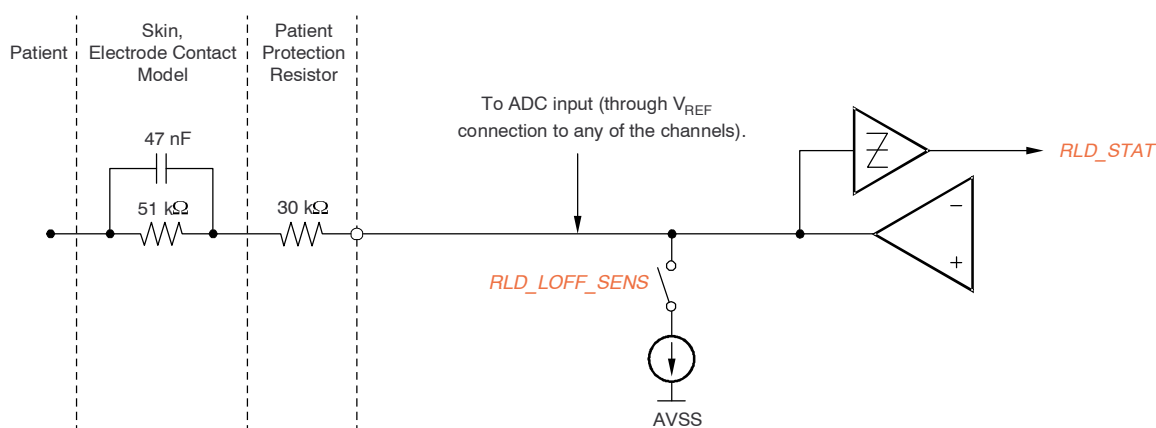 Patient
Skin,
Electrode Contact
Model
Patient
Protection
Resistor
To ADC input (through VREF
connection to any of the channels).
47 nF
51 kΩ
30 kΩ
RLD_STAT
−
+
RLD_LOFF_SENS
AVSS